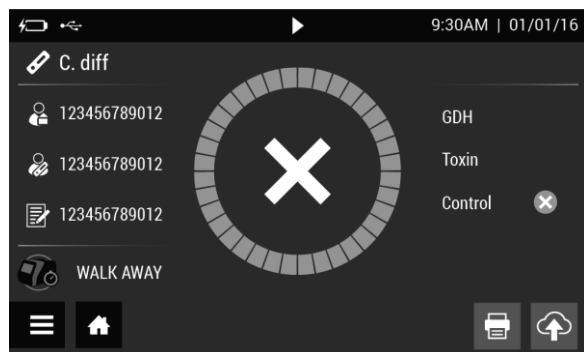 9:30AM | 01/01/16
C. diff
123456789012
123456789012
123456789012
WALK AWAY
GDH
Toxin
Control